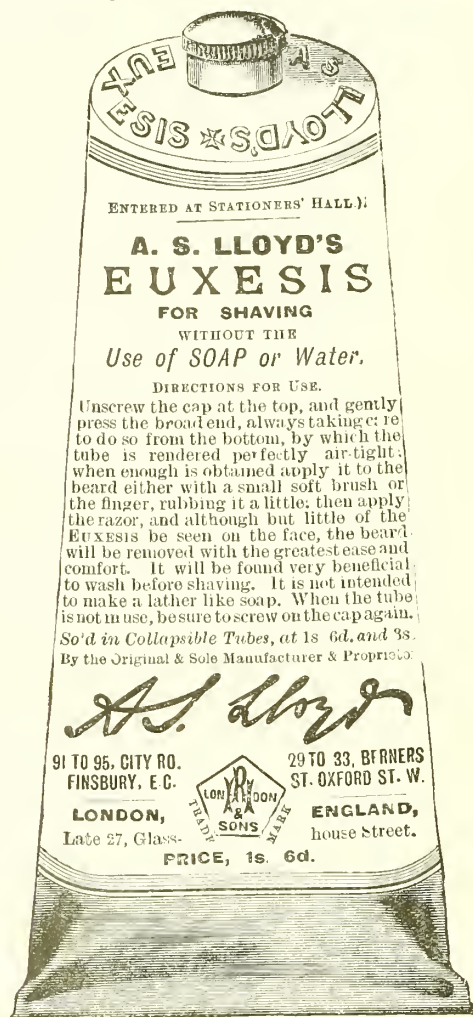 A S LLOYD'S EUXESIS
ENTERED AT STATIONERS' HALL
A. S. LLOYD'S
EUXESIS
FOR SHAVING
WITHOUT THE
Use of SOAP or Water.
DIRECTIONS FOR USE.
Unscrew the cap at the top, and gently
press the broad end, always taking care
to do so from the bottom, by which the
tube is rendered perfectly air-tight:
when enough is obtained apply it to the
beard either with a small soft brush or
the finger, rubbing it a little; then apply
the razor, and although but little of the
EUXESIS be seen on the face, the beard
will be removed with the greatest ease and
comfort. It will be found very beneficial
to wash before shaving. It is not intended
to make a lather like soap. When the tube
is not in use, be sure to screw on the cap again.
So'd in Collapsible Tubes, at 1s 6d. and 3s.
By the Original & Sole Manufacturer & Proprieto
A.S. Lloyd
91 TO 95, CITY RD. 29 TO 33, BERNERS
FINSBURY, E.C. ST. OXFORD ST. W.
LONDON
& SONS
TRADE MARK
LONDON, ENGLAND,
Late 27, Glass- house Street.
PRICE, 1s. 6d.